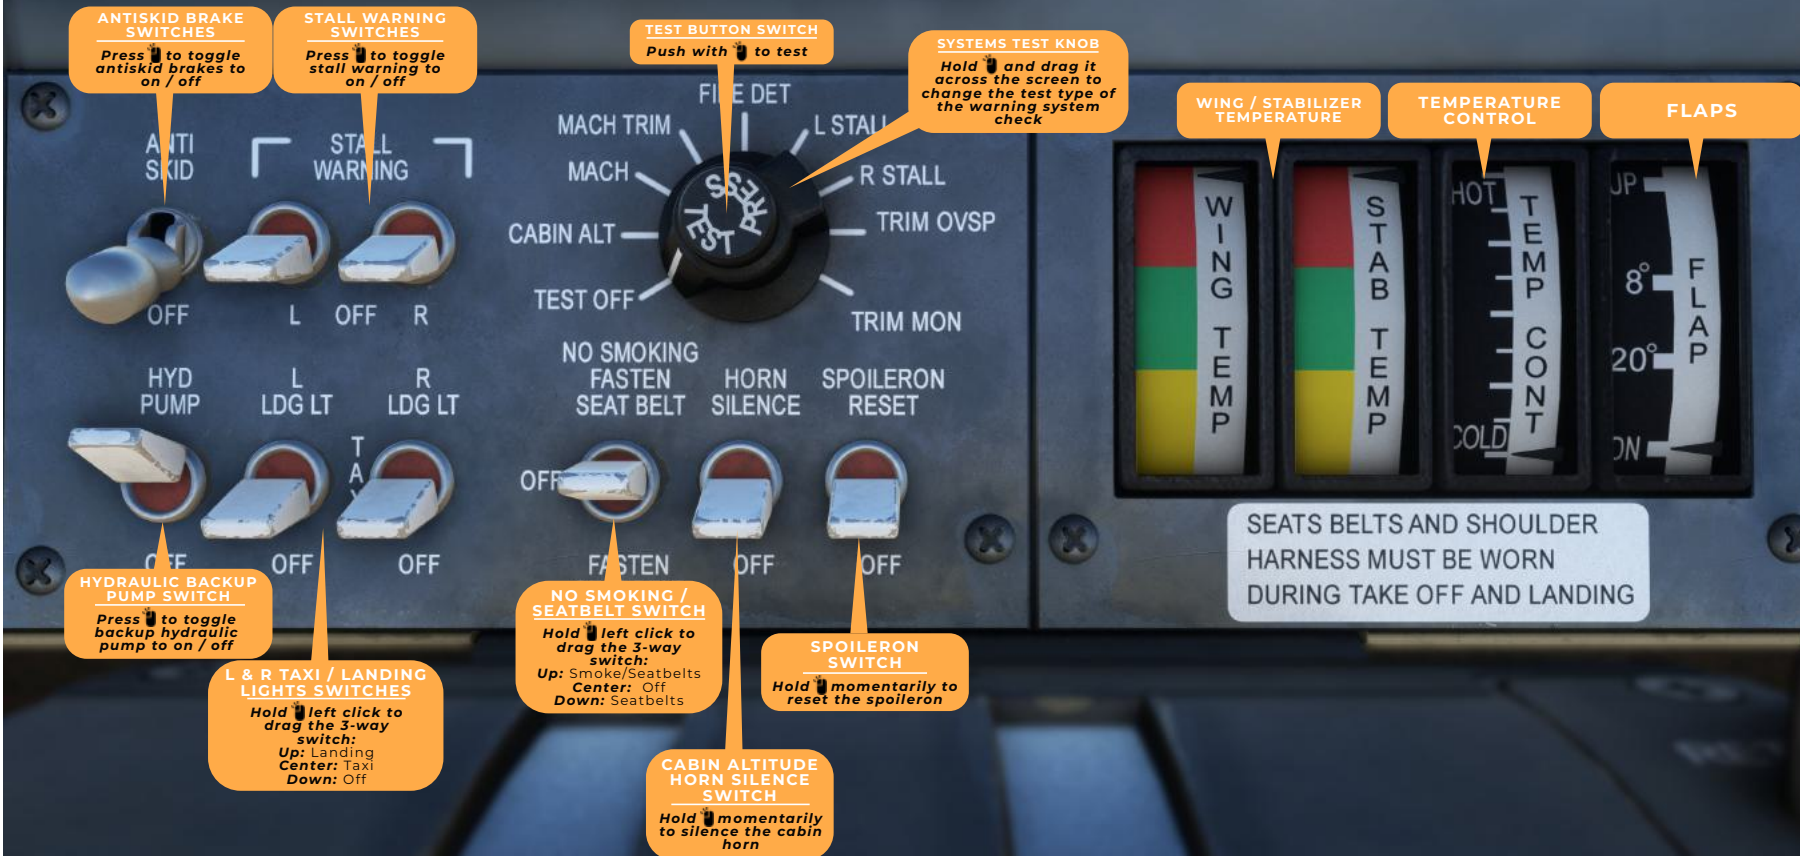 ANTISKID BRAKE
SWITCHES
Press to toggle
antiskid brakes to
on / off
STALL WARNING
SWITCHES
Press to toggle
stall warning to
on / off
TEST BUTTON SWITCH
Push with to test
SYSTEMS TEST KNOB
Hold and drag it
across the screen to
change the test type of
the warning system
check
WING / STABILIZER
TEMPERATURE
TEMPERATURE
CONTROL
FLAPS
ANTI
SKID
OFF
STALL
WARNING
L OFF R
FIRE DET
MACH TRIM
L STALL
MACH
R STALL
CABIN ALT
TRIM OVSP
TEST OFF
TRIM MON
PRESS
TEST
WING TEMP
STAB TEMP
HOT
TEMP CONT
COLD
UP
8°
20°
DN
FLAP
HYD
PUMP
OFF
L
LDG LT
OFF
R
LDG LT
OFF
TAXI
NO SMOKING
FASTEN
SEAT BELT
OFF
FASTEN
HORN
SILENCE
OFF
SPOILERON
RESET
OFF
SEATS BELTS AND SHOULDER
HARNESS MUST BE WORN
DURING TAKE OFF AND LANDING
HYDRAULIC BACKUP
PUMP SWITCH
Press to toggle
backup hydraulic
pump to on / off
L & R TAXI / LANDING
LIGHTS SWITCHES
Hold left click to
drag the 3-way
switch:
Up: Landing
Center: Taxi
Down: Off
NO SMOKING /
SEATBELT SWITCH
Hold left click to
drag the 3-way
switch:
Up: Smoke/Seatbelts
Center: Off
Down: Seatbelts
SPOILERON
SWITCH
Hold momentarily to
reset the spoileron
CABIN ALTITUDE
HORN SILENCE
SWITCH
Hold momentarily
to silence the cabin
horn